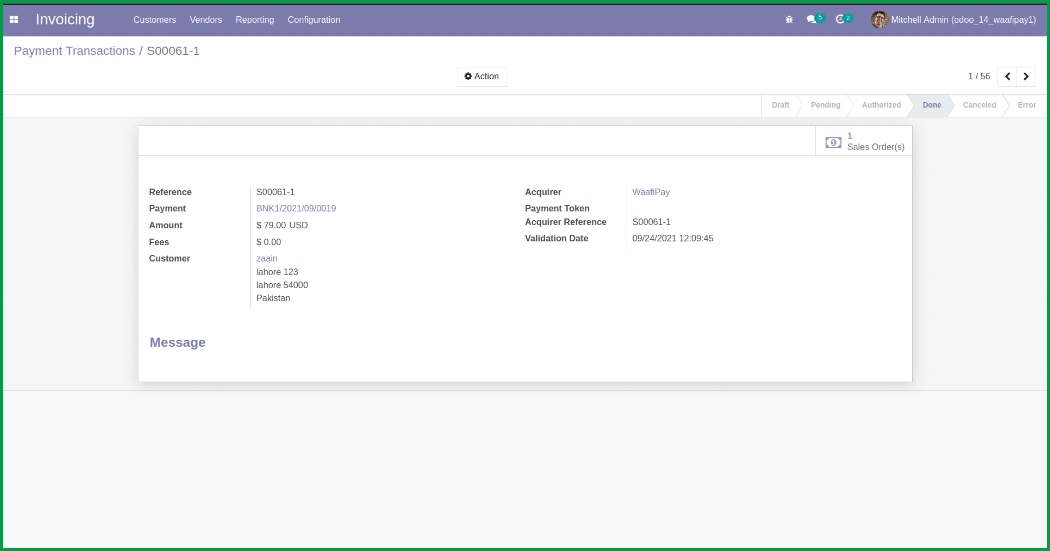 Invoicing Customers Vendors Reporting Configuration 5 2 Mitchell Admin (odoo_14_waafipay1)
Payment Transactions / S00061-1
Action 1 / 56
Draft Pending Authorized Done Canceled Error
1
Sales Order(s)
Reference S00061-1
Payment BNK1/2021/09/0019
Amount $ 79.00 USD
Fees $ 0.00
Customer zaain
lahore 123
lahore 54000
Pakistan
Acquirer WaafiPay
Payment Token
Acquirer Reference S00061-1
Validation Date 09/24/2021 12:09:45
Message